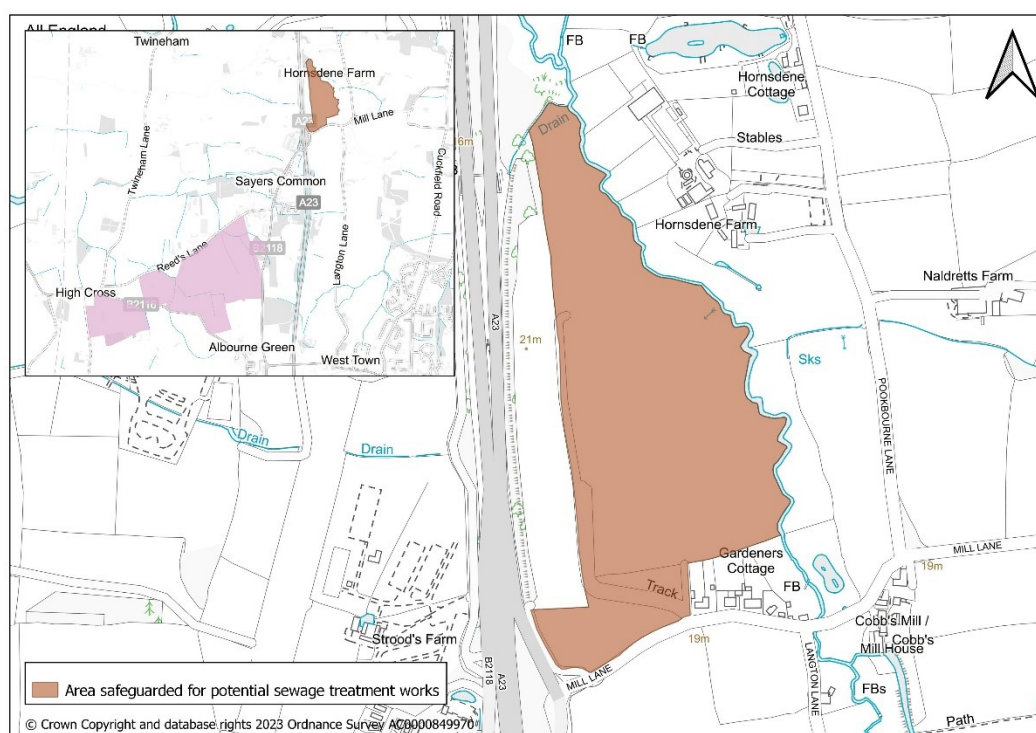 All England
Twineham
Hornsdene Farm
A23
Mill Lane
Twineham Lane
Cuckfield Road
Sayers Common
A23
Langton Lane
Reed's Lane
B2118
High Cross
B2116
Albourne Green
West Town
FB
FB
Hornsdene
Cottage
Drain
16m
Stables
Hornsdene Farm
A23
Naldretts Farm
21m
Sks
POOKBOURNE LANE
Drain
Drain
Gardeners
Cottage
MILL LANE
19m
FB
Track
Strood's Farm
19m
Cobb's Mill /
Cobb's
Mill House
MILL LANE
LANGTON LANE
B2118
A23
FBs
Path
Area safeguarded for potential sewage treatment works
© Crown Copyright and database rights 2023 Ordnance Survey AC0000849970